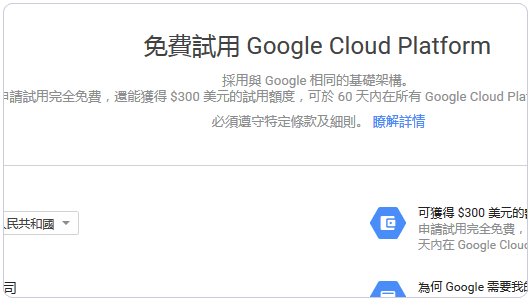 免費試用 Google Cloud Platform
採用與 Google 相同的基礎架構。
申請試用完全免費，還能獲得 $300 美元的試用額度，可於 60 天內在所有 Google Cloud Plat
必須遵守特定條款及細則。 瞭解詳情
人民共和國
可獲得 $300 美元的
申請試用完全免費，
天內在 Google Cloud
司
為何 Google 需要我的